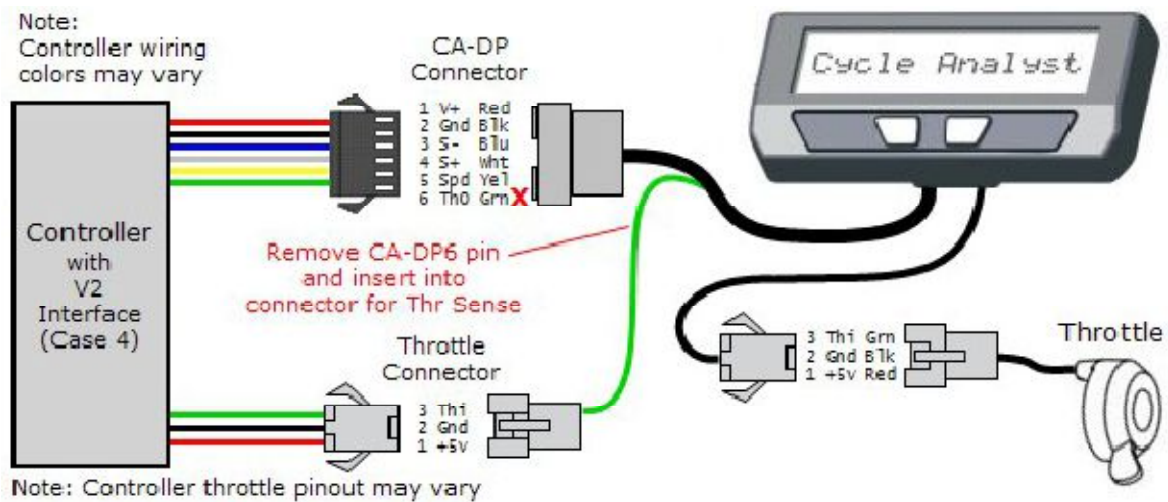 Note:
Controller wiring
colors may vary
CA-DP
Connector
1 V+ Red
2 Gnd Blk
3 S- Blu
4 S+ Wht
5 Spd Yel
6 ThO Grn X
Cycle Analyst
Controller
with
V2
Interface
(Case 4)
Remove CA-DP6 pin
and insert into
connector for Thr Sense
Throttle
Connector
3 Thi
2 Gnd
1 +5V
3 Thi Grn
2 Gnd Blk
1 +5v Red
Throttle
Note: Controller throttle pinout may vary